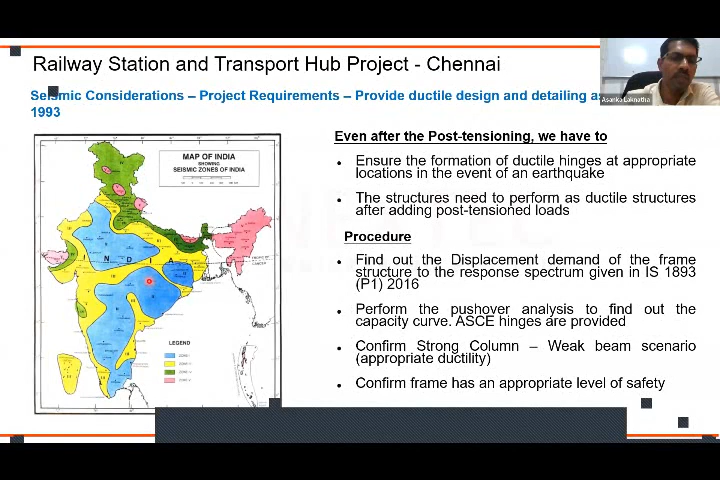 Railway Station and Transport Hub Project - Chennai
Asanka Laknatha
Seismic Considerations – Project Requirements – Provide ductile design and detailing as
1993
MAP OF INDIA
SHOWING
SEISMIC ZONES OF INDIA
INDIA
LEGEND
Even after the Post-tensioning, we have to
• Ensure the formation of ductile hinges at appropriate
locations in the event of an earthquake
• The structures need to perform as ductile structures
after adding post-tensioned loads
Procedure
• Find out the Displacement demand of the frame
structure to the response spectrum given in IS 1893
(P1) 2016
• Perform the pushover analysis to find out the
capacity curve. ASCE hinges are provided
• Confirm Strong Column – Weak beam scenario
(appropriate ductility)
• Confirm frame has an appropriate level of safety